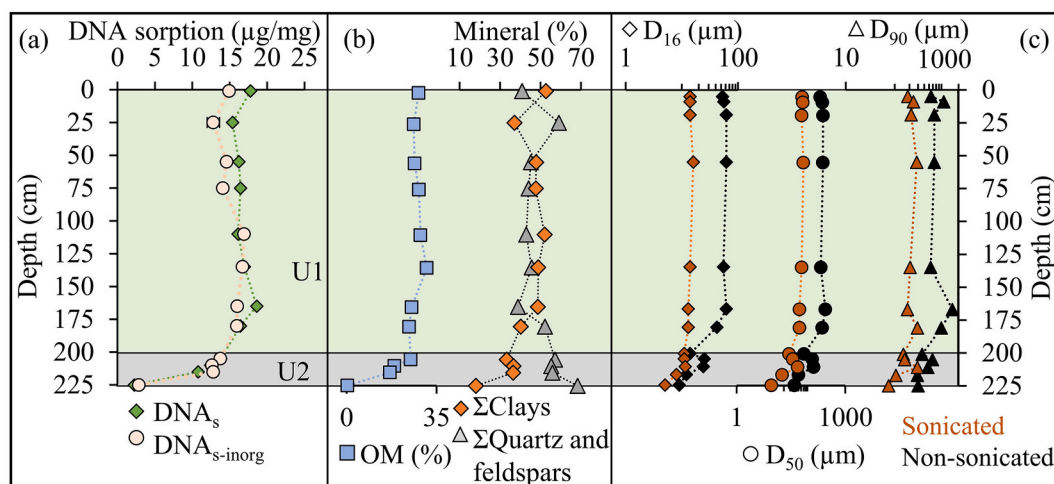 (a) DNA sorption (µg/mg)
0 5 10 15 20 25
(b) Mineral (%)
10 30 50 70
D16 (µm) D90 (µm) (c)
1 100 10 1000
Depth (cm)
0
25
50
75
100
125
150
175
200
225
U1
U2
0
25
50
75
100
125
150
175
200
225
Depth (cm)
DNAs
DNAs-inorg
0 35
OM (%)
ΣClays
ΣQuartz and
feldspars
1 1000
D50 (µm)
Sonicated
Non-sonicated